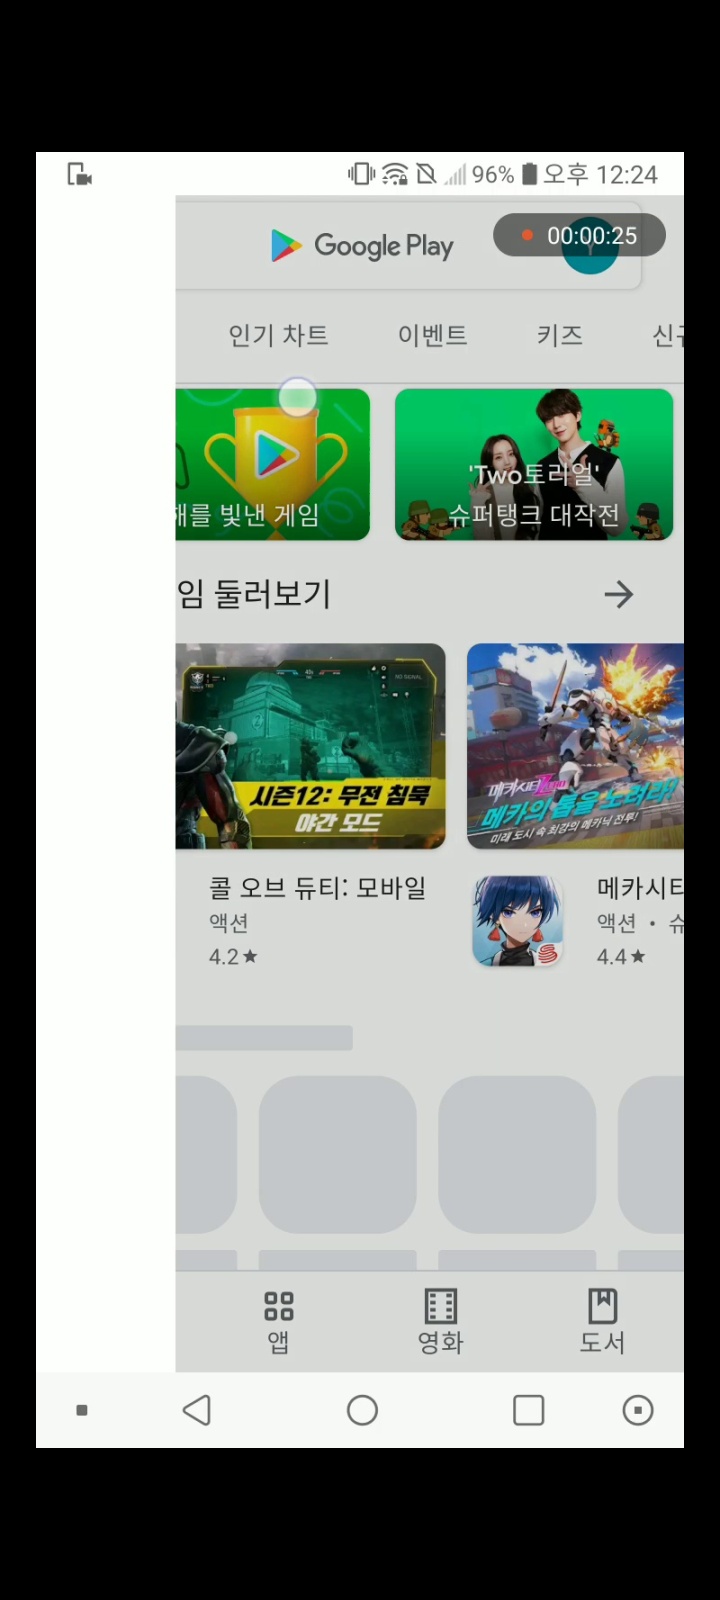 96% 오후 12:24
Google Play
00:00:25
인기 차트 이벤트 키즈
해를 빛낸 게임
'Two토리얼'
슈퍼탱크 대작전
임 둘러보기
NO SIGNAL
시즌12: 무전 침묵
야간 모드
메카시티
메카의 톱을 노려라!
미래 도시 속 최강의 메카닉 전투!
콜 오브 듀티: 모바일
액션
4.2★
메카시티
액션 • 슈
4.4★
앱 영화 도서